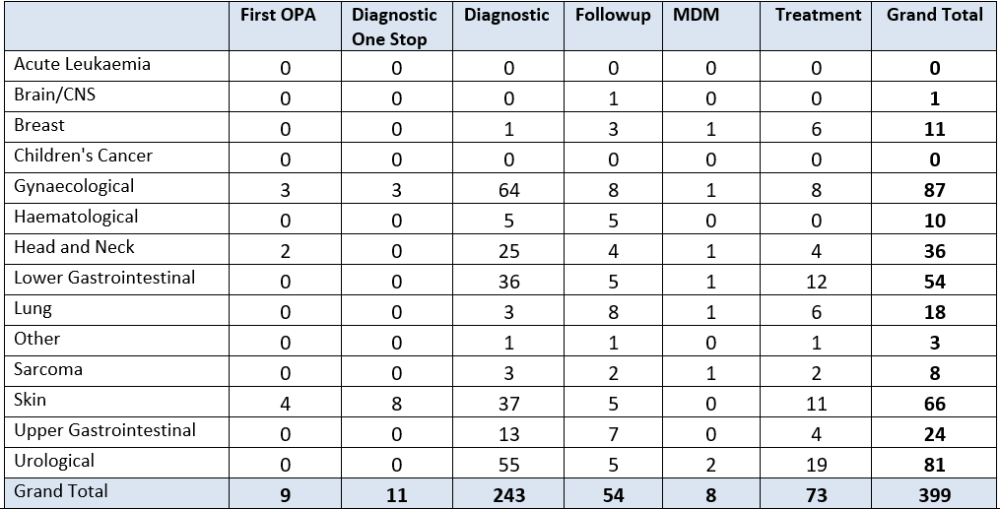 First OPA Diagnostic One Stop Diagnostic Followup MDM Treatment Grand Total
Acute Leukaemia 0 0 0 0 0 0 0
Brain/CNS 0 0 0 1 0 0 1
Breast 0 0 1 3 1 6 11
Children's Cancer 0 0 0 0 0 0 0
Gynaecological 3 3 64 8 1 8 87
Haematological 0 0 5 5 0 0 10
Head and Neck 2 0 25 4 1 4 36
Lower Gastrointestinal 0 0 36 5 1 12 54
Lung 0 0 3 8 1 6 18
Other 0 0 1 1 0 1 3
Sarcoma 0 0 3 2 1 2 8
Skin 4 8 37 5 0 11 66
Upper Gastrointestinal 0 0 13 7 0 4 24
Urological 0 0 55 5 2 19 81
Grand Total 9 11 243 54 8 73 399